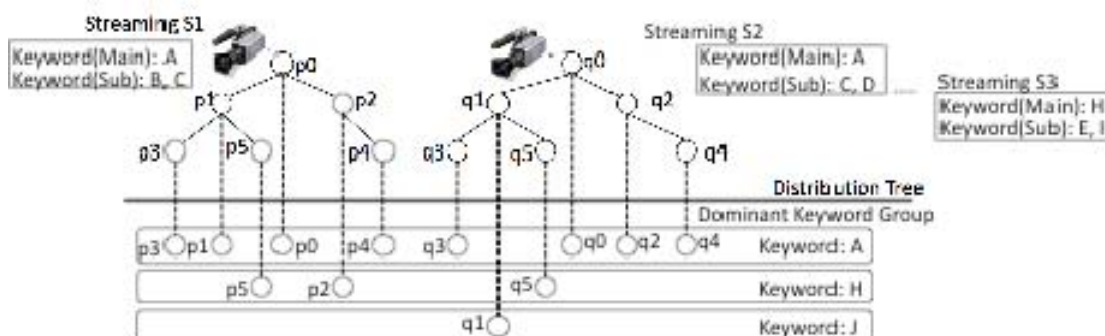 Streaming S1
Keyword(Main): A
Keyword(Sub): B, C
p0
p1
p2
p3
p5
p4
Streaming S2
Keyword(Main): A
Keyword(Sub): C, D
.....
Streaming S3
Keyword(Main): H
Keyword(Sub): E, I
q0
q1
q2
q3
q5
q4
Distribution Tree
Dominant Keyword Group
p3 p1 p0 p4 q3 q0 q2 q4 Keyword: A
p5 p2 q5 Keyword: H
q1 Keyword: J